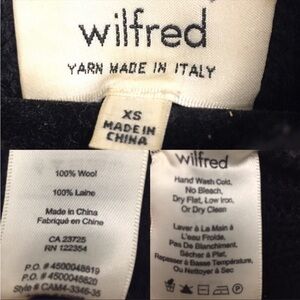 wilfred
YARN MADE IN ITALY
XS
MADE IN
CHINA
100% Wool
100% Laine
Made in China
Fabriqué en Chine
CA 23725
RN 122354
P.O. # 4500048819
P.O. # 4500048820
Style # CAM4-3346-35
wilfred
Hand Wash Cold,
No Bleach,
Dry Flat, Low Iron,
Or Dry Clean
Laver à La Main à
L'eau Froide,
Pas De Blanchiment,
Sécher à Plat,
Repasser à Basse Température,
Ou Nettoyer à Sec